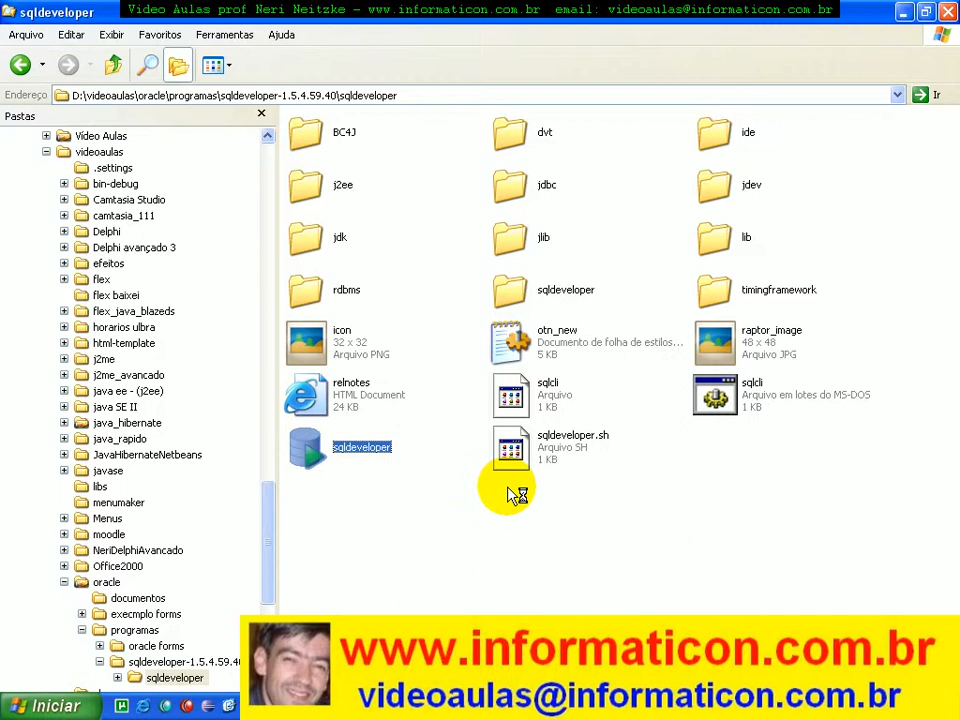 sqldeveloper
Video Aulas prof Neri Neitzke - www.informaticon.com.br email: videoaulas@informaticon.com.br
Arquivo Editar Exibir Favoritos Ferramentas Ajuda
Endereço D:\videoaulas\oracle\programas\sqldeveloper-1.5.4.59.40\sqldeveloper Ir
Pastas
Vídeo Aulas
videoaulas
.settings
bin-debug
Camtasia Studio
camtasia_111
Delphi
Delphi avançado 3
efeitos
flex
flex baixei
flex_java_blazeds
horarios ulbra
html-template
j2me
j2me_avancado
java ee - (j2ee)
java SE II
java_hibernate
java_rapido
JavaHibernateNetbeans
javase
libs
menumaker
Menus
moodle
NeriDelphiAvancado
Office2000
oracle
documentos
execmplo forms
programas
oracle forms
sqldeveloper-1.5.4.59.40
sqldeveloper
BC4J
dvt
ide
j2ee
jdbc
jdev
jdk
jlib
lib
rdbms
sqldeveloper
timingframework
icon
32 x 32
Arquivo PNG
otn_new
Documento de folha de estilos...
5 KB
raptor_image
48 x 48
Arquivo JPG
relnotes
HTML Document
24 KB
sqlcli
Arquivo
1 KB
sqlcli
Arquivo em lotes do MS-DOS
1 KB
sqldeveloper
sqldeveloper.sh
Arquivo SH
1 KB
www.informaticon.com.br
videoaulas@informaticon.com.br
Iniciar